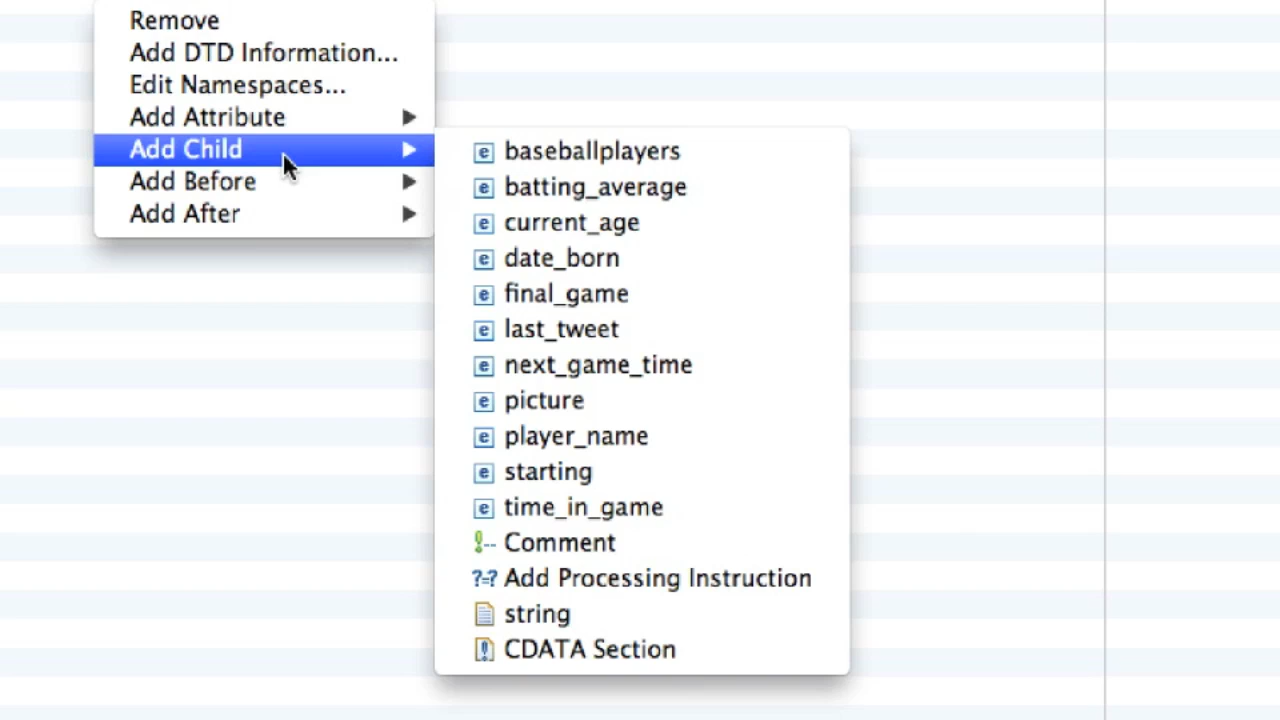 Remove
Add DTD Information...
Edit Namespaces...
Add Attribute
Add Child
Add Before
Add After
baseballplayers
batting_average
current_age
date_born
final_game
last_tweet
next_game_time
picture
player_name
starting
time_in_game
Comment
Add Processing Instruction
string
CDATA Section